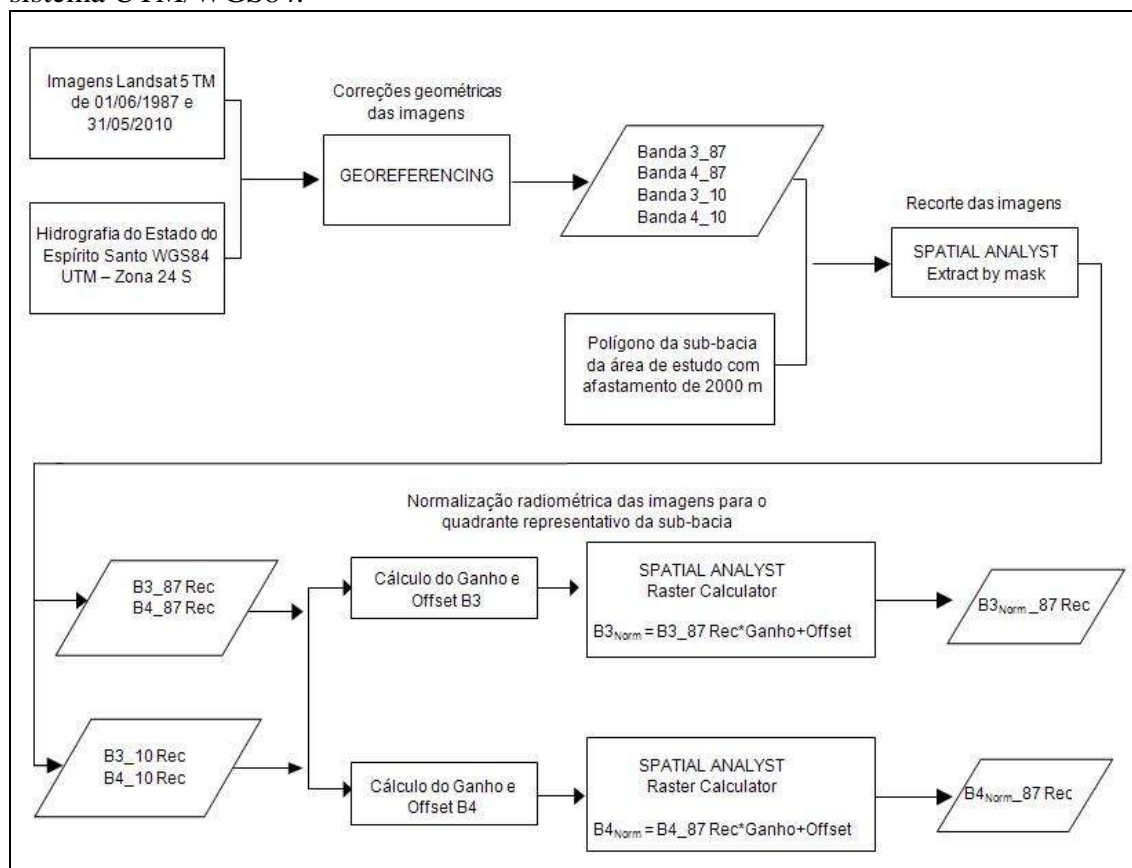 sistema UTM/WGS84.
Imagens Landsat 5 TM
de 01/06/1987 e
31/05/2010
Correções geométricas
das imagens
GEOREFERENCING
Banda 3_87
Banda 4_87
Banda 3_10
Banda 4_10
Hidrografia do Estado do
Espírito Santo WGS84
UTM – Zona 24 S
Recorte das imagens
SPATIAL ANALYST
Extract by mask
Polígono da sub-bacia
da área de estudo com
afastamento de 2000 m
Normalização radiométrica das imagens para o
quadrante representativo da sub-bacia
B3_87 Rec
B4_87 Rec
Cálculo do Ganho e
Offset B3
SPATIAL ANALYST
Raster Calculator
B3Norm = B3_87 Rec*Ganho+Offset
B3Norm_87 Rec
B3_10 Rec
B4_10 Rec
Cálculo do Ganho e
Offset B4
SPATIAL ANALYST
Raster Calculator
B4Norm = B4_87 Rec*Ganho+Offset
B4Norm_87 Rec